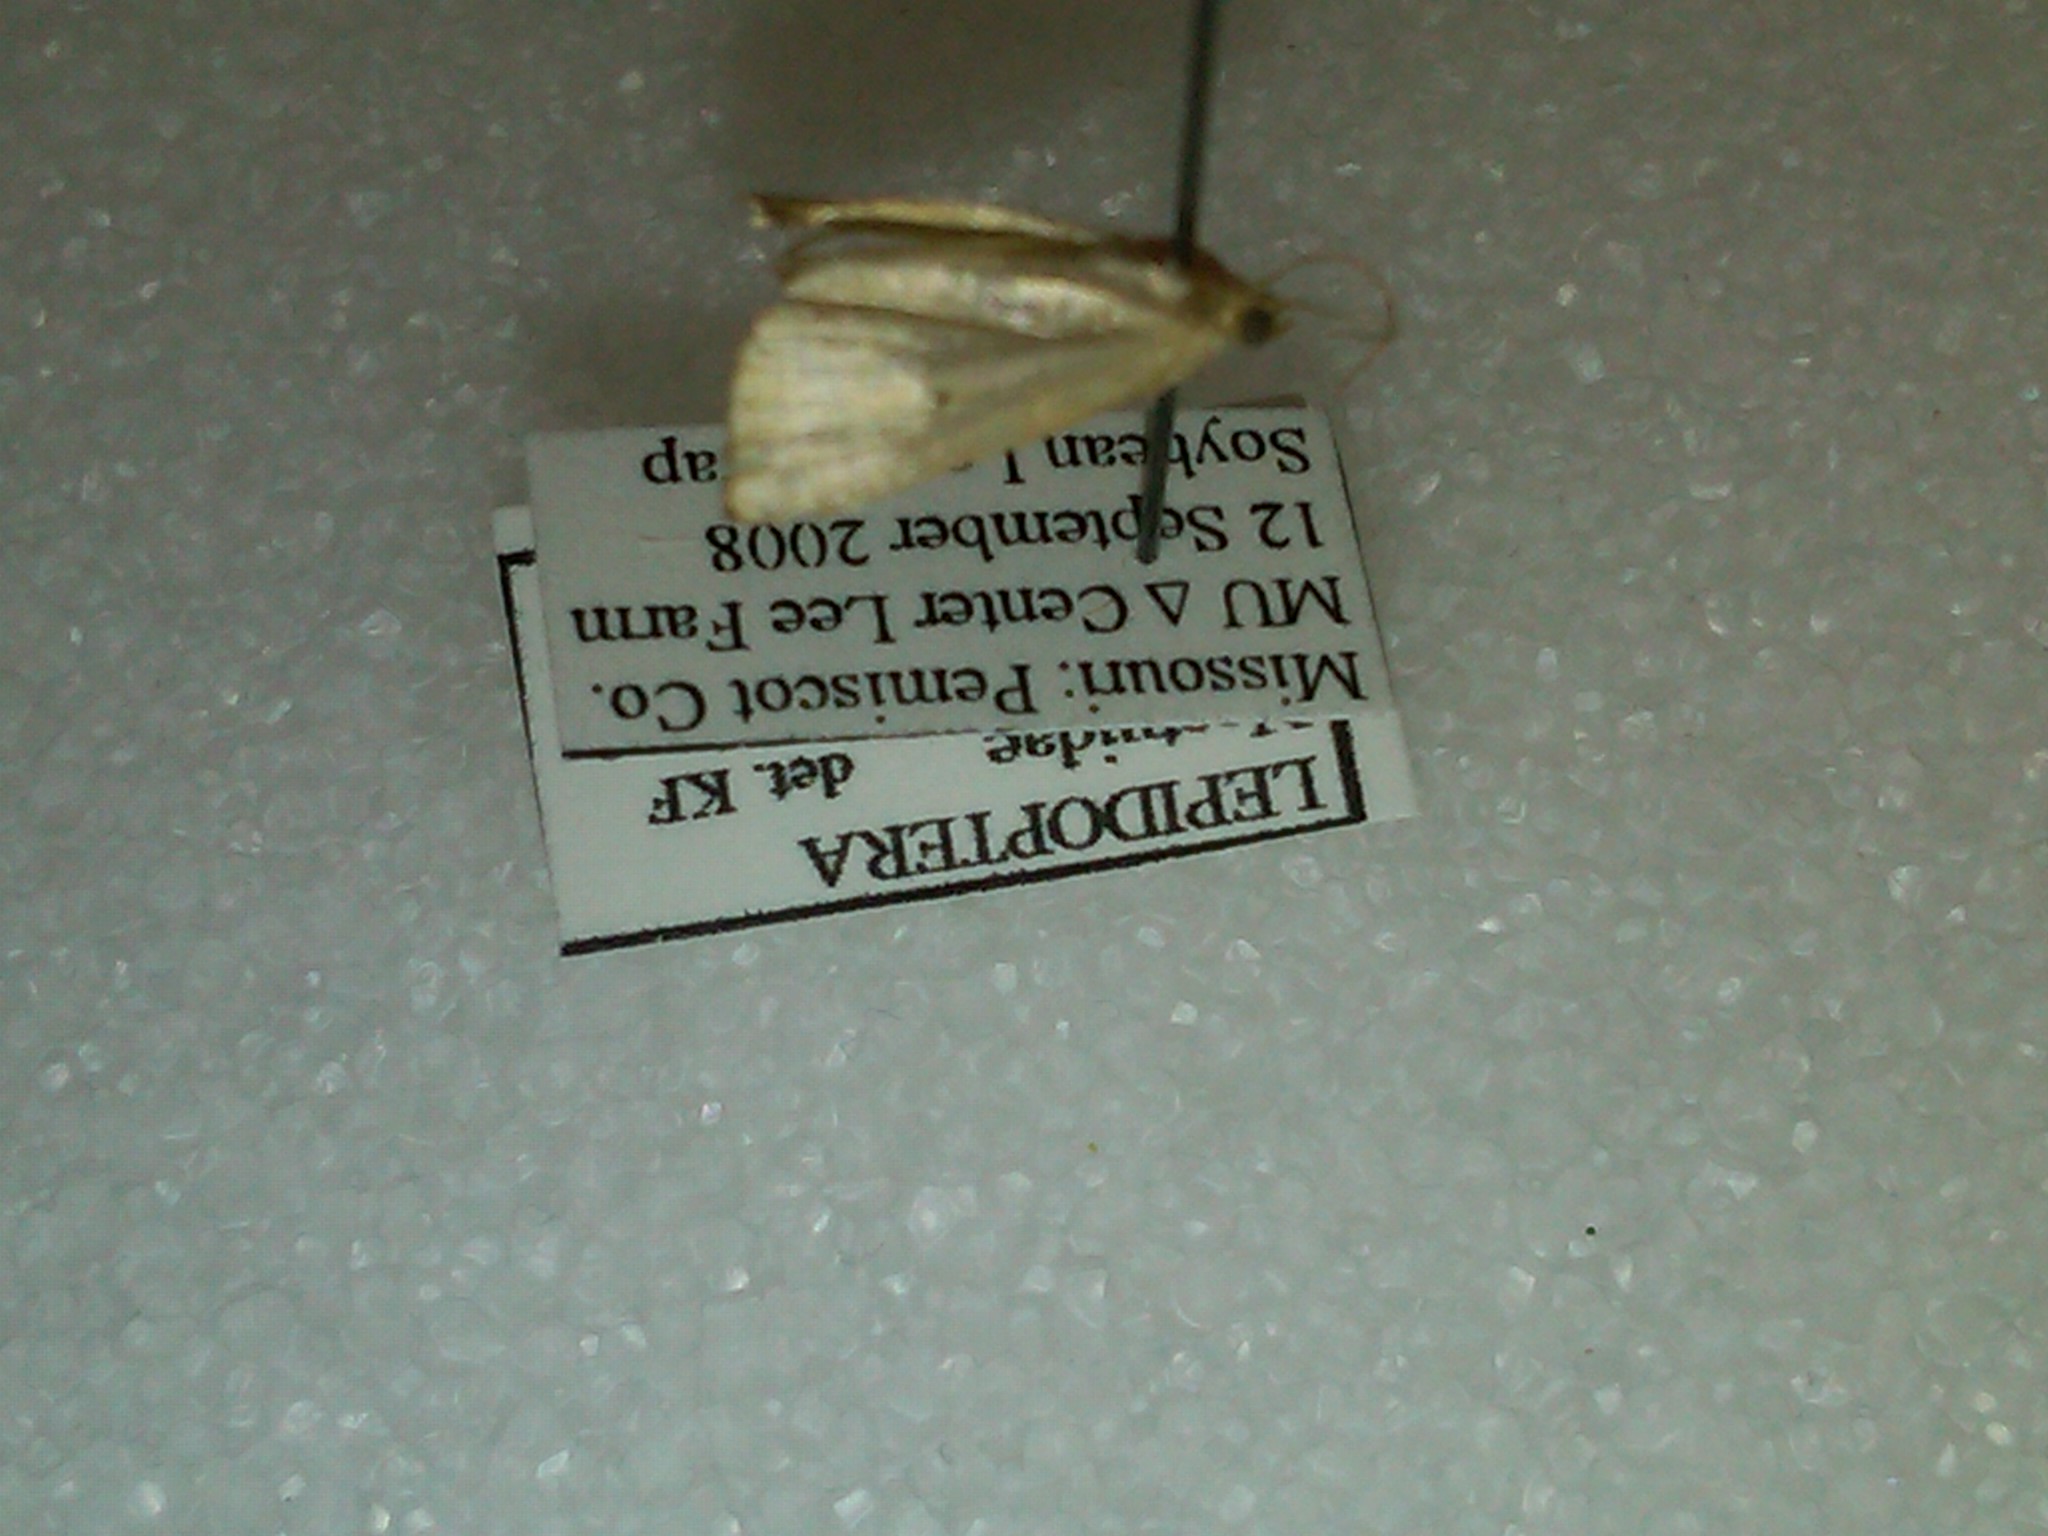 Missouri: Pemiscot Co.
MU Δ Center Lee Farm
12 September 2008
Soybean
LEPIDOPTERA
det. KF